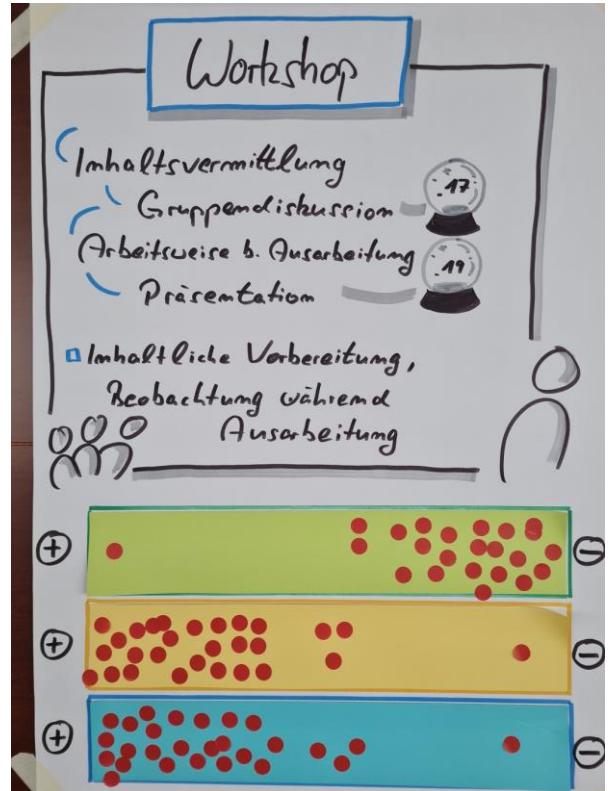 Workshop
Inhaltsvermittlung
Gruppendiskussion
17
Arbeitsweise b. Ausarbeitung
19
Präsentation
Inhaltliche Vorbereitung,
Beobachtung während
Ausarbeitung
+ -
+ -
+ -